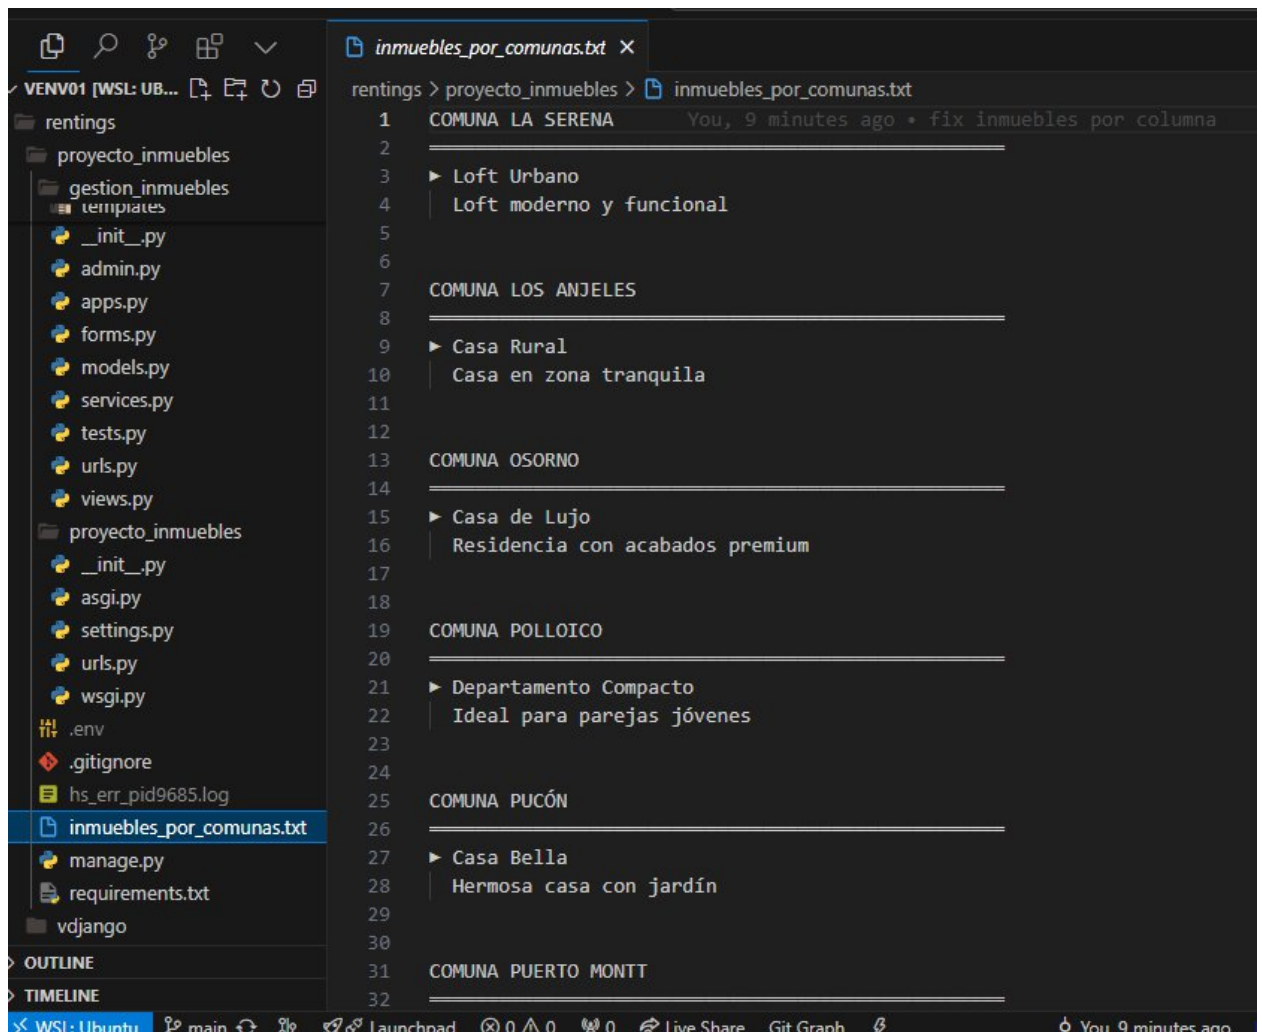 inmuebles_por_comunas.txt
VENV01 [WSL: UB...
rentings > proyecto_inmuebles > inmuebles_por_comunas.txt
rentings
proyecto_inmuebles
gestion_inmuebles
templates
__init__.py
admin.py
apps.py
forms.py
models.py
services.py
tests.py
urls.py
views.py
proyecto_inmuebles
__init__.py
asgi.py
settings.py
urls.py
wsgi.py
.env
.gitignore
hs_err_pid9685.log
inmuebles_por_comunas.txt
manage.py
requirements.txt
vdjango
OUTLINE
TIMELINE
1 COMUNA LA SERENA You, 9 minutes ago • fix inmuebles por columna
2
3 ► Loft Urbano
4 Loft moderno y funcional
5
6
7 COMUNA LOS ANJELES
8
9 ► Casa Rural
10 Casa en zona tranquila
11
12
13 COMUNA OSORNO
14
15 ► Casa de Lujo
16 Residencia con acabados premium
17
18
19 COMUNA POLLOICO
20
21 ► Departamento Compacto
22 Ideal para parejas jóvenes
23
24
25 COMUNA PUCÓN
26
27 ► Casa Bella
28 Hermosa casa con jardín
29
30
31 COMUNA PUERTO MONTT
32
WSL: Ubuntu main Launchpad 0 0 0 Live Share Git Graph You, 9 minutes ago